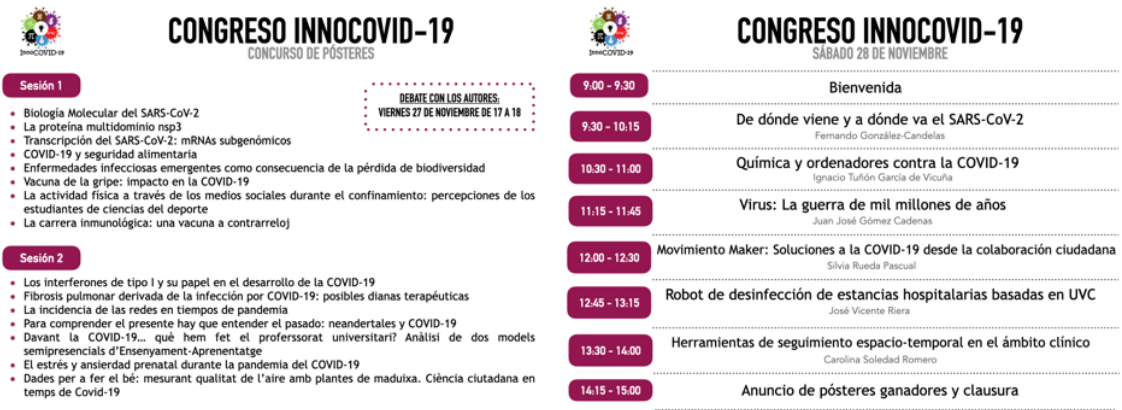 InnoCOVID-19
CONGRESO INNOCOVID-19
CONCURSO DE PÓSTERES
Sesión 1
DEBATE CON LOS AUTORES:
VIERNES 27 DE NOVIEMBRE DE 17 A 18
• Biología Molecular del SARS-CoV-2
• La proteína multidominio nsp3
• Transcripción del SARS-CoV-2: mRNAs subgenómicos
• COVID-19 y seguridad alimentaria
• Enfermedades infecciosas emergentes como consecuencia de la pérdida de biodiversidad
• Vacuna de la gripe: impacto en la COVID-19
• La actividad física a través de los medios sociales durante el confinamiento: percepciones de los
estudiantes de ciencias del deporte
• La carrera inmunológica: una vacuna a contrarreloj
Sesión 2
• Los interferones de tipo I y su papel en el desarrollo de la COVID-19
• Fibrosis pulmonar derivada de la infección por COVID-19: posibles dianas terapéuticas
• La incidencia de las redes en tiempos de pandemia
• Para comprender el presente hay que entender el pasado: neandertales y COVID-19
• Davant la COVID-19... què hem fet el proferssorat universitari? Anàlisi de dos models
semipresencials d'Ensenyament-Aprenentatge
• El estrés y ansierdad prenatal durante la pandemia del COVID-19
• Dades per a fer el bé: mesurant qualitat de l'aire amb plantes de maduixa. Ciència ciutadana en
temps de Covid-19
InnoCOVID-19
CONGRESO INNOCOVID-19
SÁBADO 28 DE NOVIEMBRE
9:00 - 9:30
Bienvenida
9:30 - 10:15
De dónde viene y a dónde va el SARS-CoV-2
Fernando González-Candelas
10:30 - 11:00
Química y ordenadores contra la COVID-19
Ignacio Tuñón García de Vicuña
11:15 - 11:45
Virus: La guerra de mil millones de años
Juan José Gómez Cadenas
12:00 - 12:30
Movimiento Maker: Soluciones a la COVID-19 desde la colaboración ciudadana
Silvia Rueda Pascual
12:45 - 13:15
Robot de desinfección de estancias hospitalarias basadas en UVC
José Vicente Riera
13:30 - 14:00
Herramientas de seguimiento espacio-temporal en el ámbito clínico
Carolina Soledad Romero
14:15 - 15:00
Anuncio de pósteres ganadores y clausura